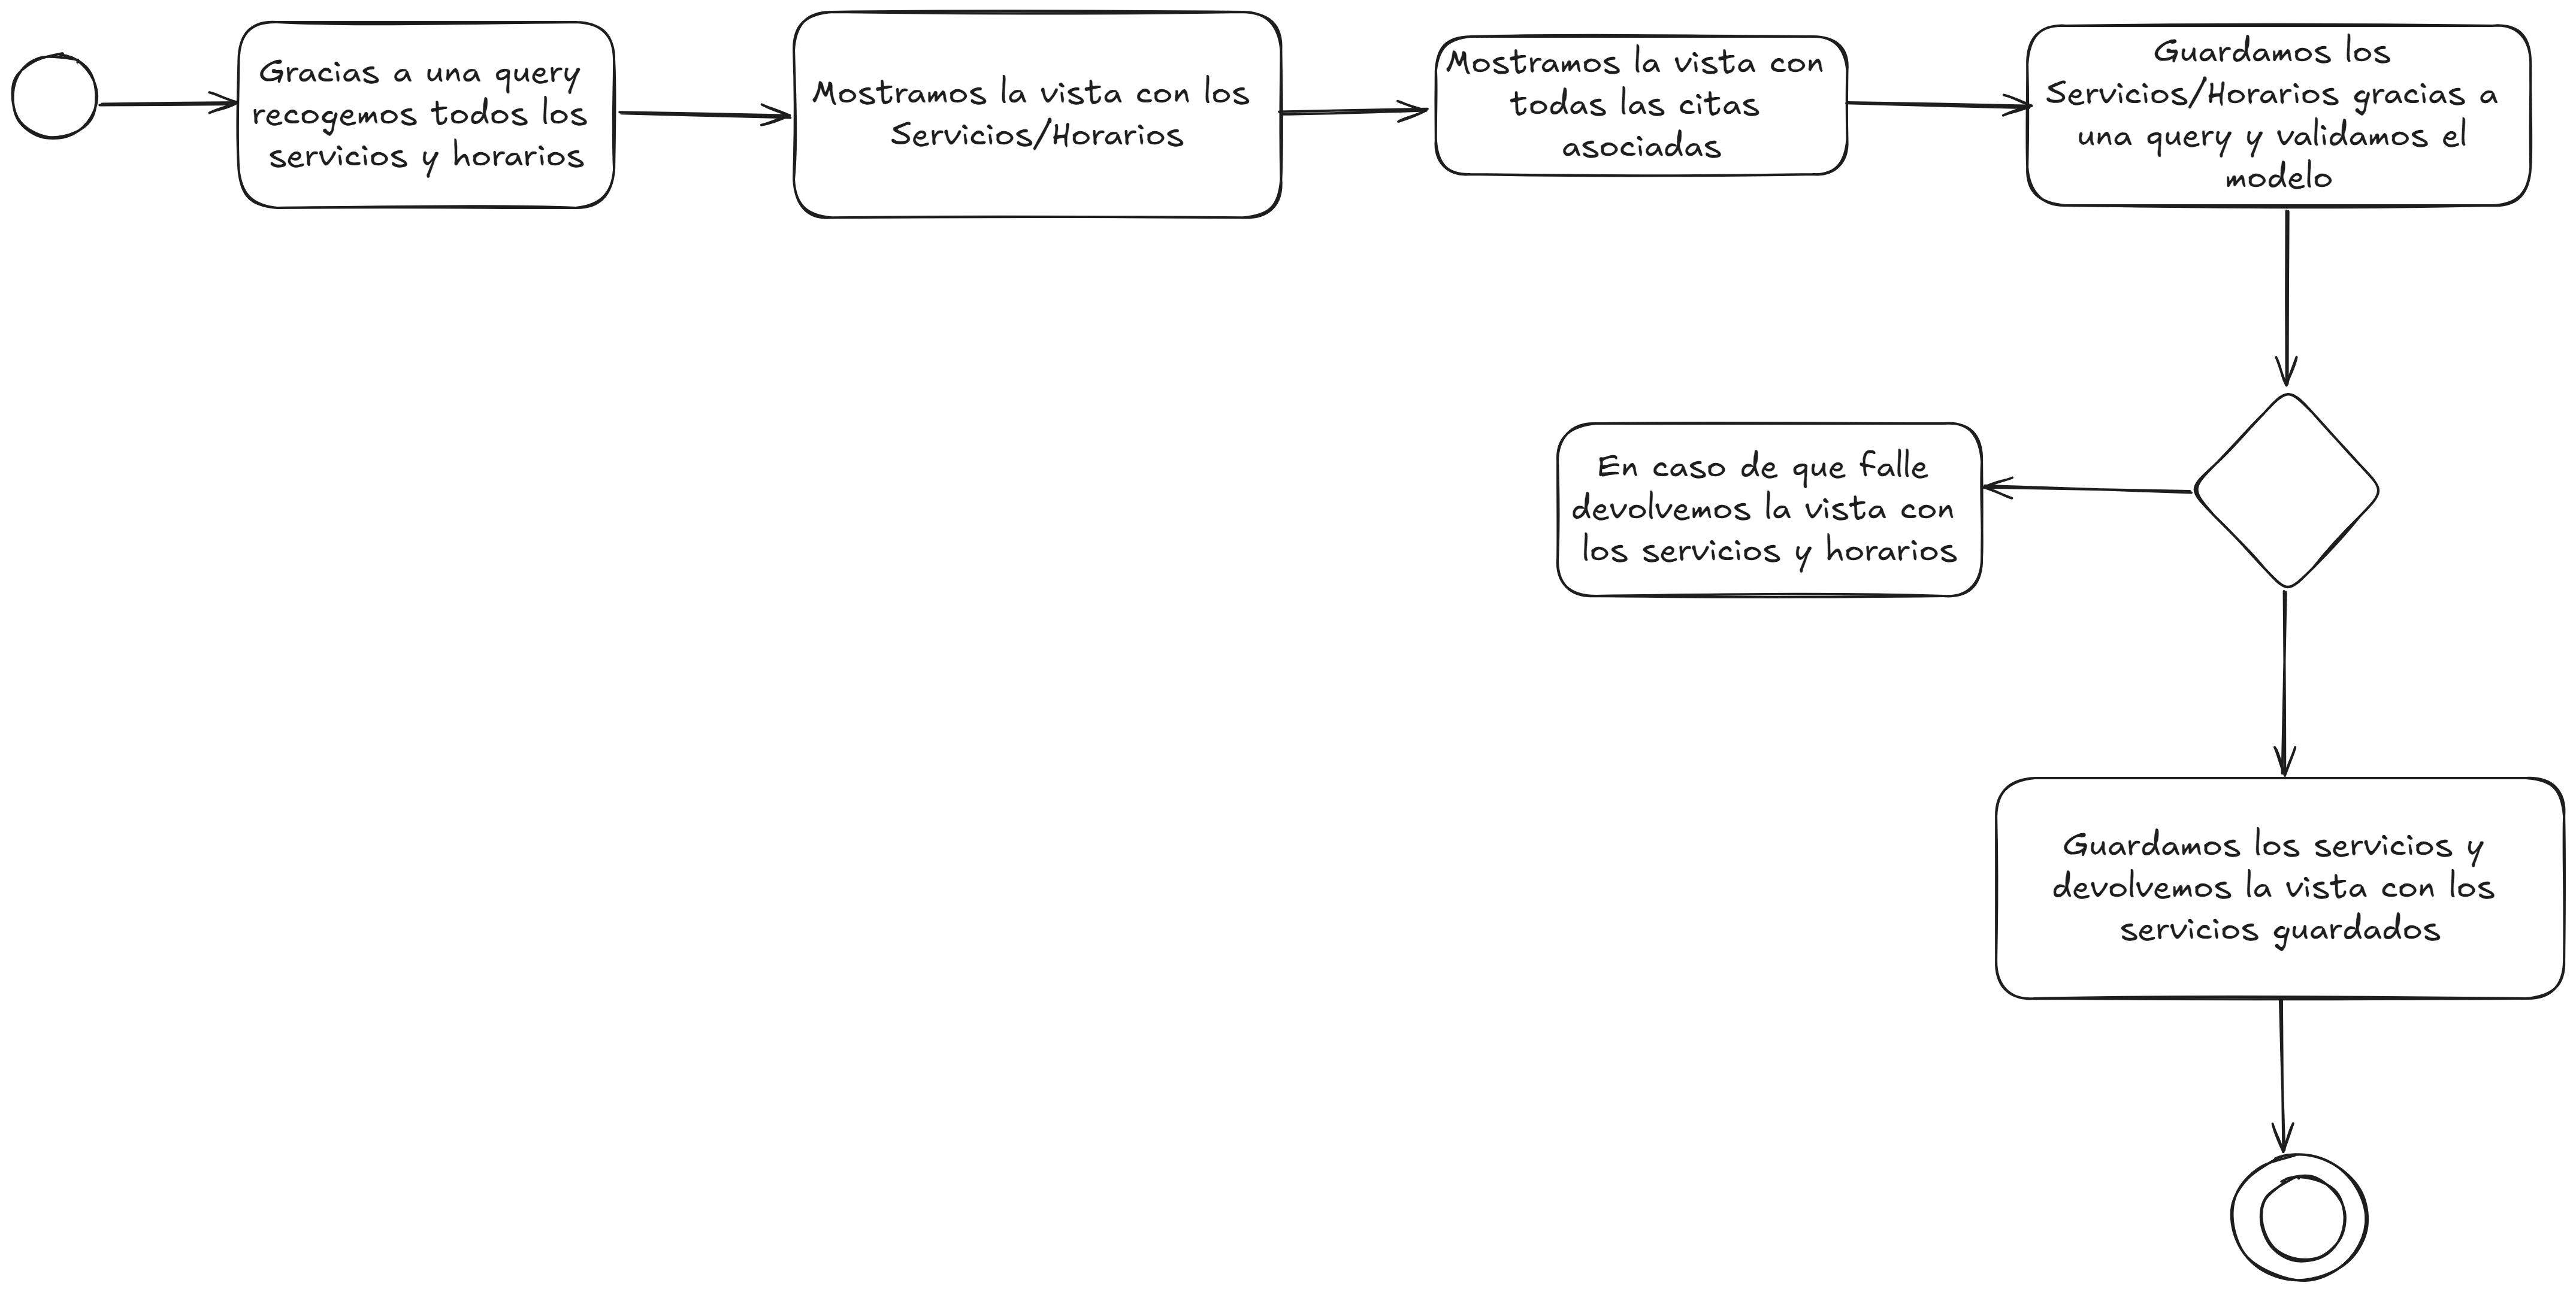 Gracias a una query
recogemos todos los
servicios y horarios
Mostramos la vista con los
Servicios/Horarios
Mostramos la vista con
todas las citas
asociadas
Guardamos los
Servicios/Horarios gracias a
una query y validamos el
modelo
En caso de que falle
devolvemos la vista con
los servicios y horarios
Guardamos los servicios y
devolvemos la vista con los
servicios guardados